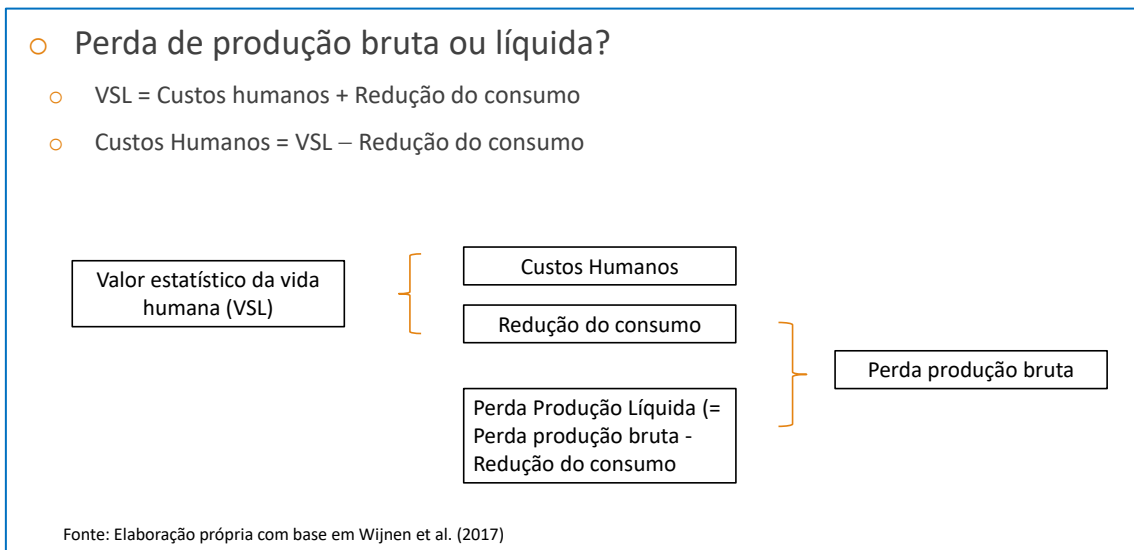 Perda de produção bruta ou líquida?
VSL = Custos humanos + Redução do consumo
Custos Humanos = VSL – Redução do consumo
Valor estatístico da vida
humana (VSL)
Custos Humanos
Redução do consumo
Perda Produção Líquida (=
Perda produção bruta -
Redução do consumo
Perda produção bruta
Fonte: Elaboração própria com base em Wijnen et al. (2017)